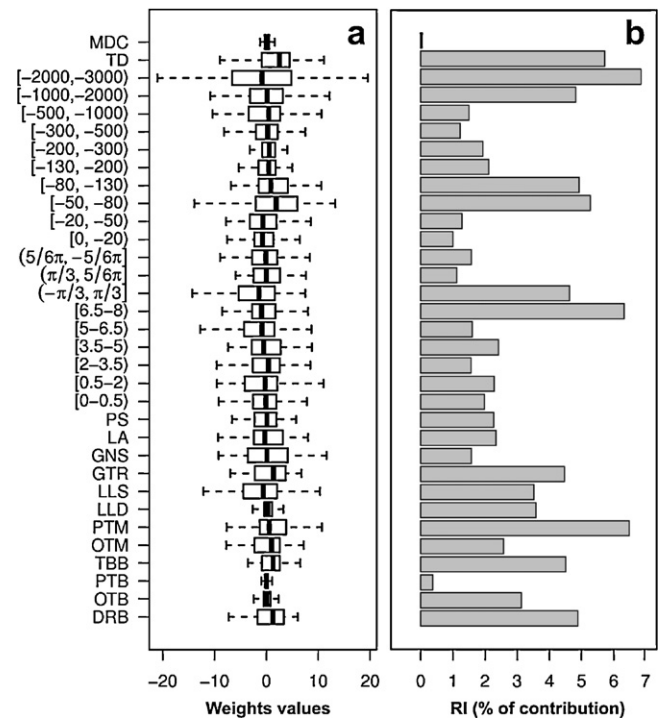 a
b
MDC
TD
[−2000,−3000)
[−1000,−2000)
[−500, −1000)
[−300, −500)
[−200, −300)
[−130, −200)
[−80, −130)
[−50, −80)
[−20, −50)
[0, −20)
(5/6π, −5/6π]
(π/3, 5/6π]
(−π/3, π/3]
[6.5−8)
[5−6.5)
[3.5−5)
[2−3.5)
[0.5−2)
[0−0.5)
PS
LA
GNS
GTR
LLS
LLD
PTM
OTM
TBB
PTB
OTB
DRB
−20 −10 0 10 20
0 1 2 3 4 5 6 7
Weights values
RI (% of contribution)